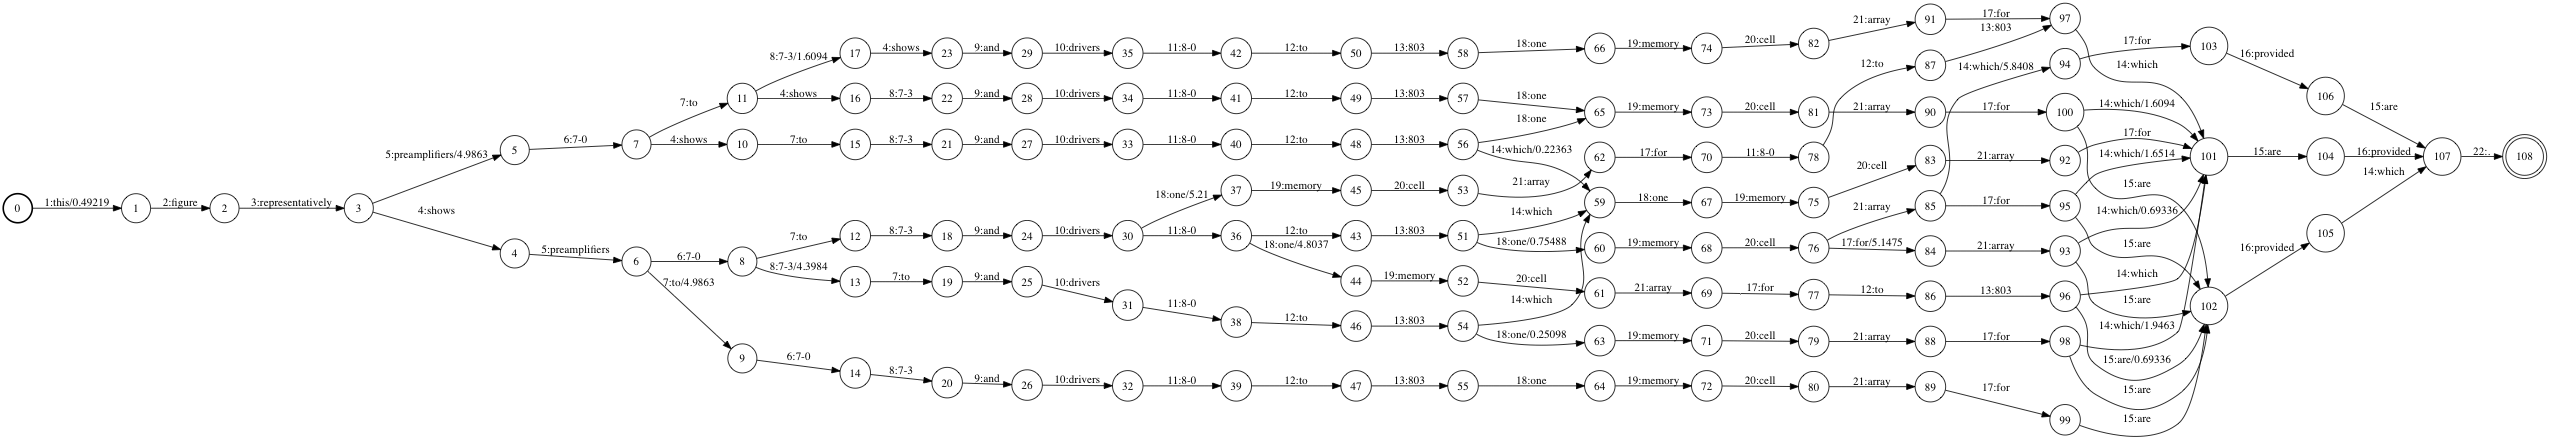 21:array 91 17:for 97
13:803
8:7-3/1.6094 17 4:shows 23 9:and 29 10:drivers 35 11:8-0 42 12:to 50 13:803 58 18:one 66 19:memory 74 20:cell 82
17:for 103 16:provided
12:to 87 14:which/5.8408 94 14:which
7:to 11 4:shows 16 8:7-3 22 9:and 28 10:drivers 34 11:8-0 41 12:to 49 13:803 57 18:one 65 19:memory 73 20:cell 81 21:array 90 17:for 100 14:which/1.6094 106 15:are
18:one
5:preamplifiers/4.9863 5 6:7-0 7 4:shows 10 7:to 15 8:7-3 21 9:and 27 10:drivers 33 11:8-0 40 12:to 48 13:803 56 14:which/0.22363 62 17:for 70 11:8-0 78 20:cell 83 21:array 92 17:for 101 15:are 104 16:provided 107 22:. 108
14:which/1.6514
14:which
21:array
15:are
0 1:this/0.49219 1 2:figure 2 3:representatively 3 18:one/5.21 37 19:memory 45 20:cell 53 59 18:one 67 19:memory 75 21:array 85 17:for 95 14:which/0.69336
4:shows 14:which
4 5:preamplifiers 6 6:7-0 8 7:to 12 8:7-3 18 9:and 24 10:drivers 30 11:8-0 36 12:to 43 13:803 51 18:one/0.75488 60 19:memory 68 20:cell 76 17:for/5.1475 84 21:array 93 15:are 16:provided 105
18:one/4.8037
7:to/4.9863 8:7-3/4.3984 13 7:to 19 9:and 25 10:drivers 44 19:memory 52 20:cell 61 21:array 69 17:for 77 12:to 86 13:803 96 14:which
31 11:8-0 14:which 15:are 102
38 12:to 46 13:803 54 18:one/0.25098 63 19:memory 71 20:cell 79 21:array 88 17:for 98 14:which/1.9463
9 6:7-0 14 8:7-3 15:are/0.69336
20 9:and 26 10:drivers 32 11:8-0 39 12:to 47 13:803 55 18:one 64 19:memory 72 20:cell 80 21:array 89 17:for 15:are
99 15:are